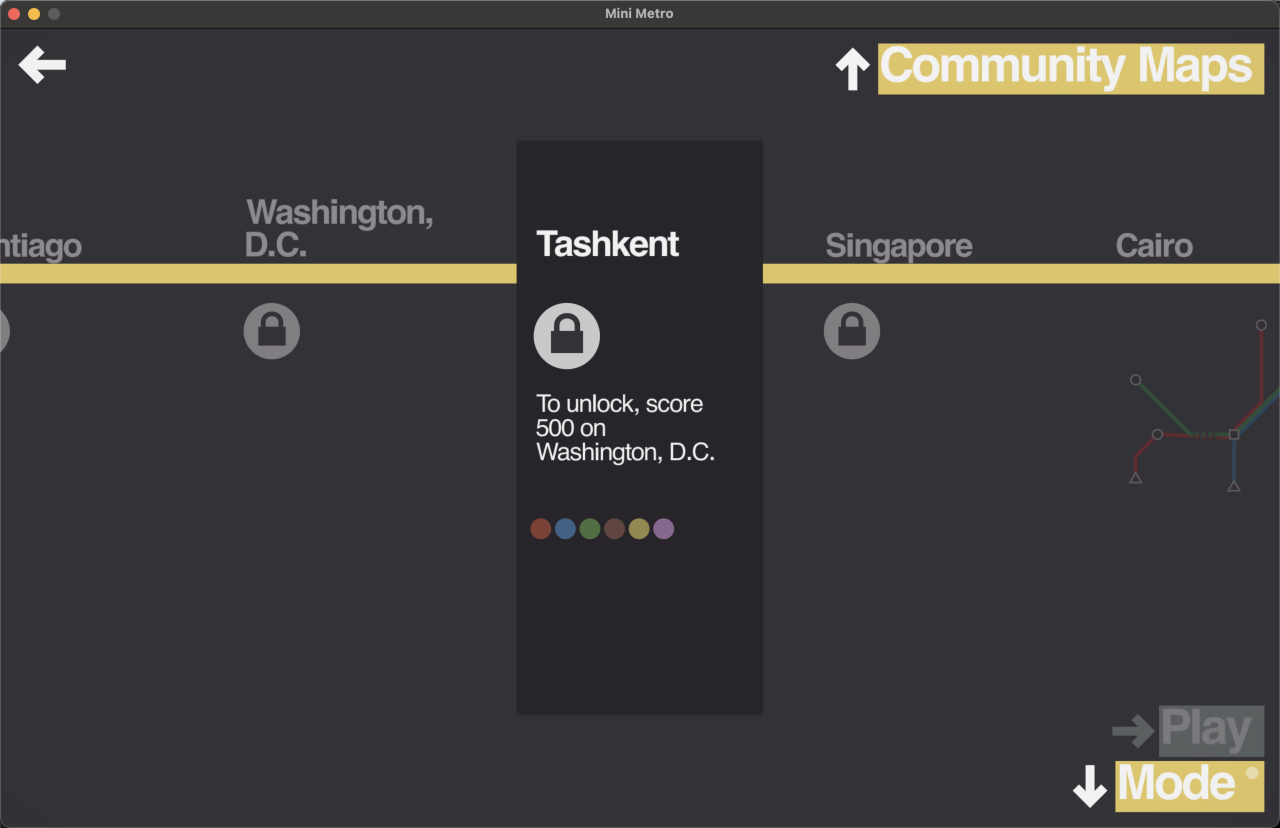 Mini Metro
Community Maps
ntiago
Washington,
D.C.
Tashkent
Singapore
Cairo
To unlock, score
500 on
Washington, D.C.
Play
Mode